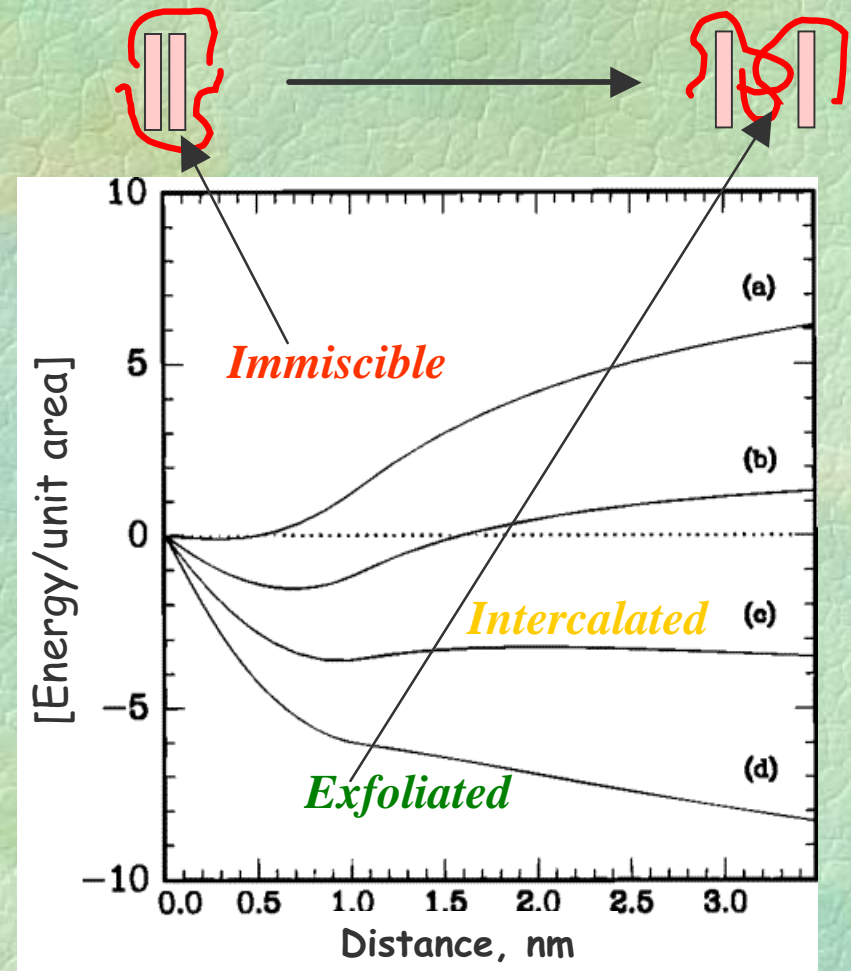 10
(a)
Immiscible
5
(b)
0
Intercalated (c)
−5
(d)
Exfoliated
−10
0.0 0.5 1.0 1.5 2.0 2.5 3.0
Distance, nm
[Energy/unit area]